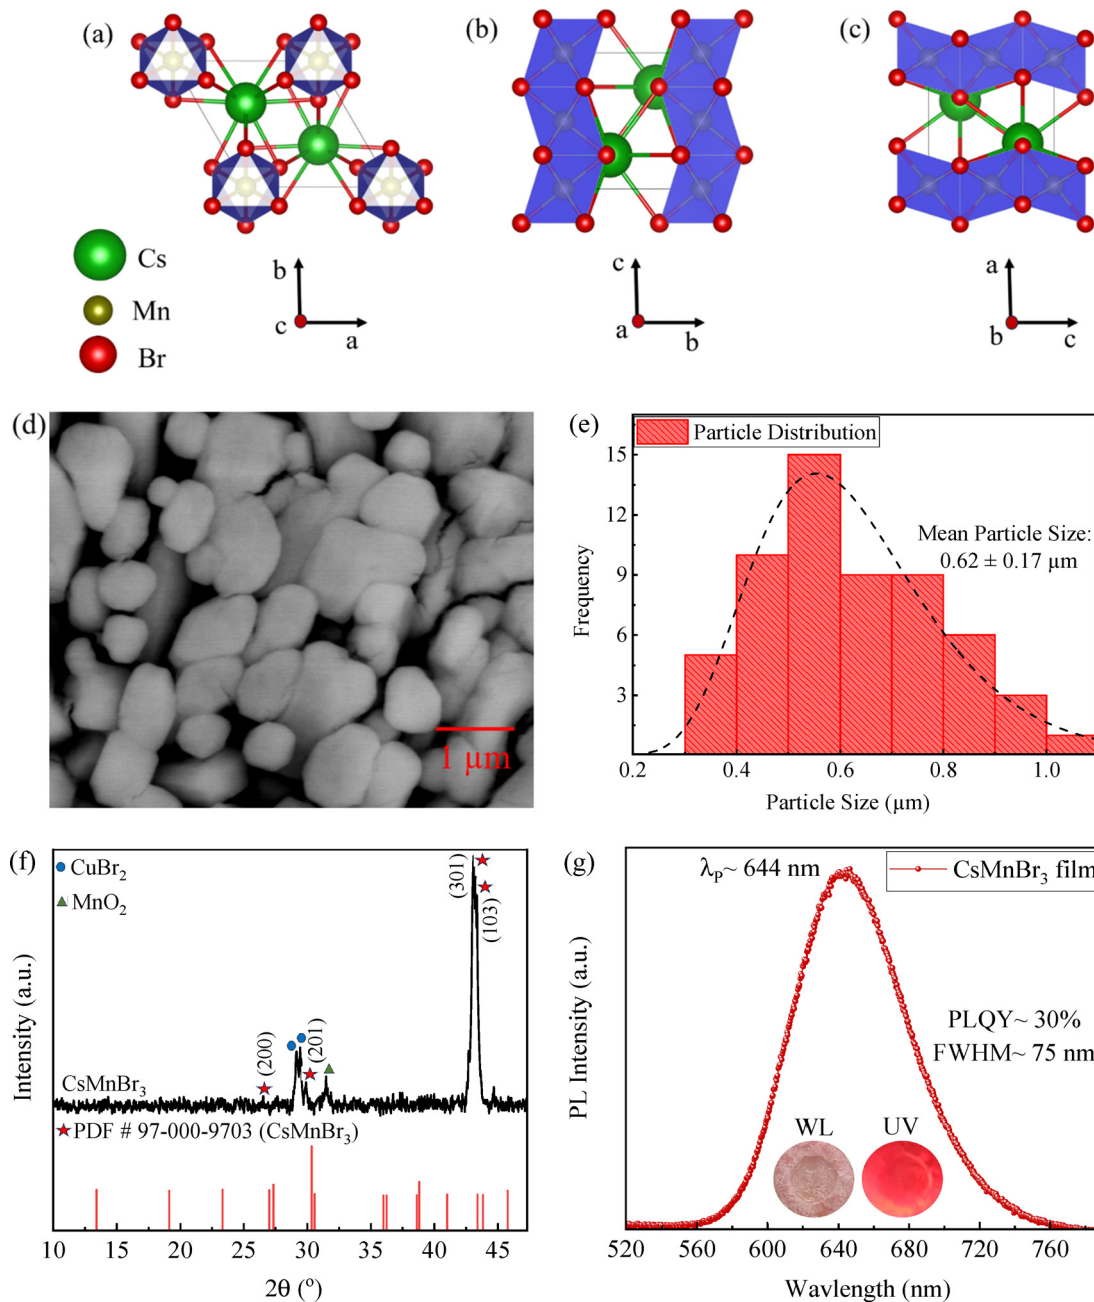 (a)
(b)
(c)
Cs
Mn
Br
b
c
a
c
a
b
a
b
c
(d)
1 μm
(e)
Particle Distribution
Mean Particle Size:
0.62 ± 0.17 μm
Frequency
15
12
9
6
3
0.2
0.4
0.6
0.8
1.0
Particle Size (μm)
(f)
CuBr2
MnO2
(200)
(201)
(301)
(103)
CsMnBr3
PDF # 97-000-9703 (CsMnBr3)
Intensity (a.u.)
10
15
20
25
30
35
40
45
2θ (°)
(g)
λP~ 644 nm
CsMnBr3 film
PLQY~ 30%
FWHM~ 75 nm
WL
UV
PL Intensity (a.u.)
520
560
600
640
680
720
760
Wavlength (nm)